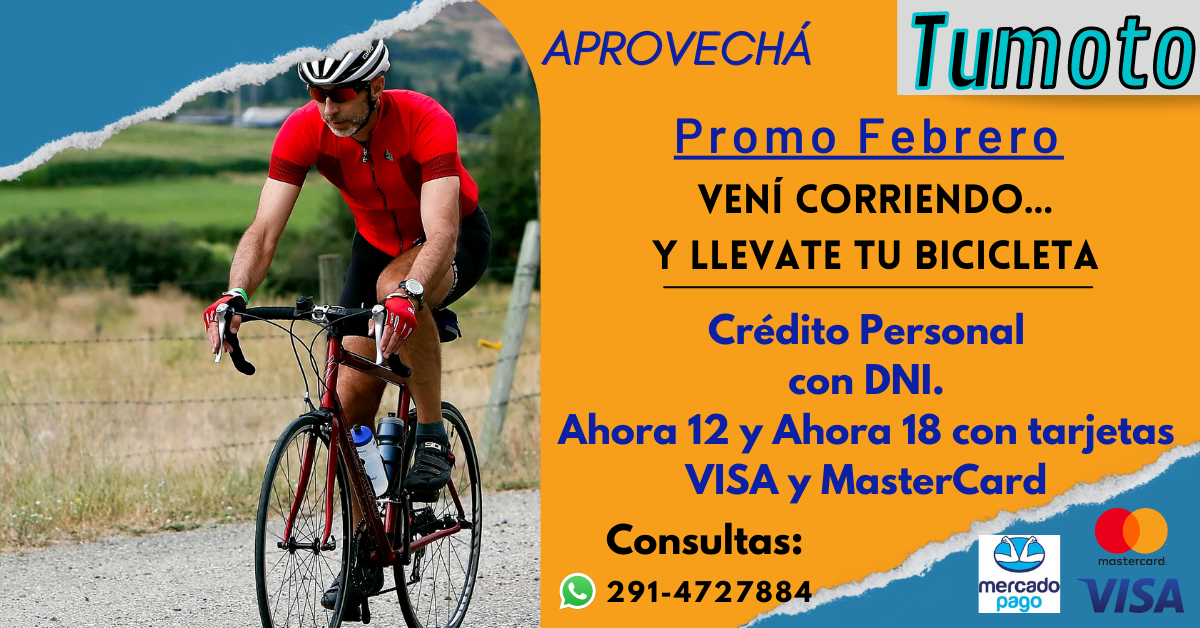 APROVECHÁ
Tumoto
Promo Febrero
VENÍ CORRIENDO...
Y LLEVATE TU BICICLETA
Crédito Personal
con DNI.
Ahora 12 y Ahora 18 con tarjetas
VISA y MasterCard
Consultas:
291-4727884
mercado
pago
mastercard.
VISA